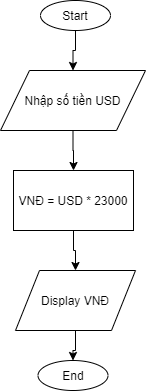 Start
Nhập số tiền USD
VNĐ = USD * 23000
Display VNĐ
End